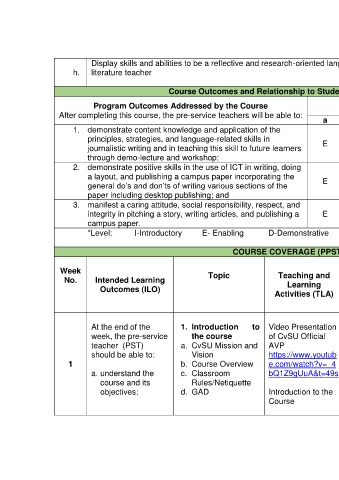 Display skills and abilities to be a reflective and research-oriented
h. literature teacher
Course Outcomes and Relationship to
Program Outcomes Addressed by the Course
After completing this course, the pre-service teachers will be able to:
a
1. demonstrate content knowledge and application of the
principles, strategies, and language-related skills in
journalistic writing and in teaching this skill to future learners
through demo-lecture and workshop;
E
2. demonstrate positive skills in the use of ICT in writing, doing
a layout, and publishing a campus paper incorporating the
general do's and don'ts of writing various sections of the
paper including desktop publishing; and
E
3. manifest a caring attitude, social responsibility, respect, and
integrity in pitching a story, writing articles, and publishing a
campus paper.
E
*Level: I-Introductory E- Enabling D-Demonstrative
COURSE COVERAGE (PPST
Week
No.
Intended Learning
Outcomes (ILO)
Topic
Teaching and
Learning
Activities (TLA)
1
At the end of the
week, the pre-service
teacher (PST)
should be able to:
a. understand the
course and its
objectives;
1. Introduction to
the course
a. CvSU Mission and
Vision
b. Course Overview
c. Classroom
Rules/Netiquette
d. GAD
Video Presentation
of CvSU Official
AVP
https://www.youtub
e.com/watch?v=_4
bQ1Z9gUuA&t=49s
Introduction to the
Course